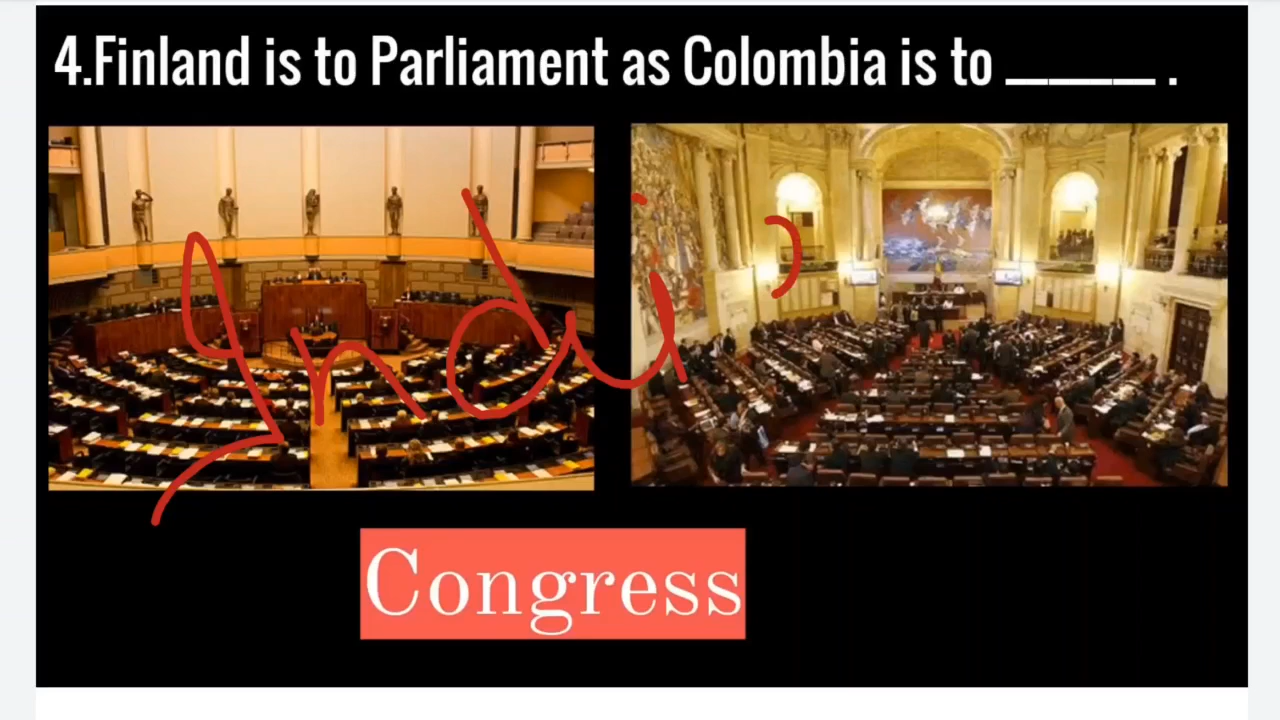 4.Finland is to Parliament as Colombia is to ______ .
Congress